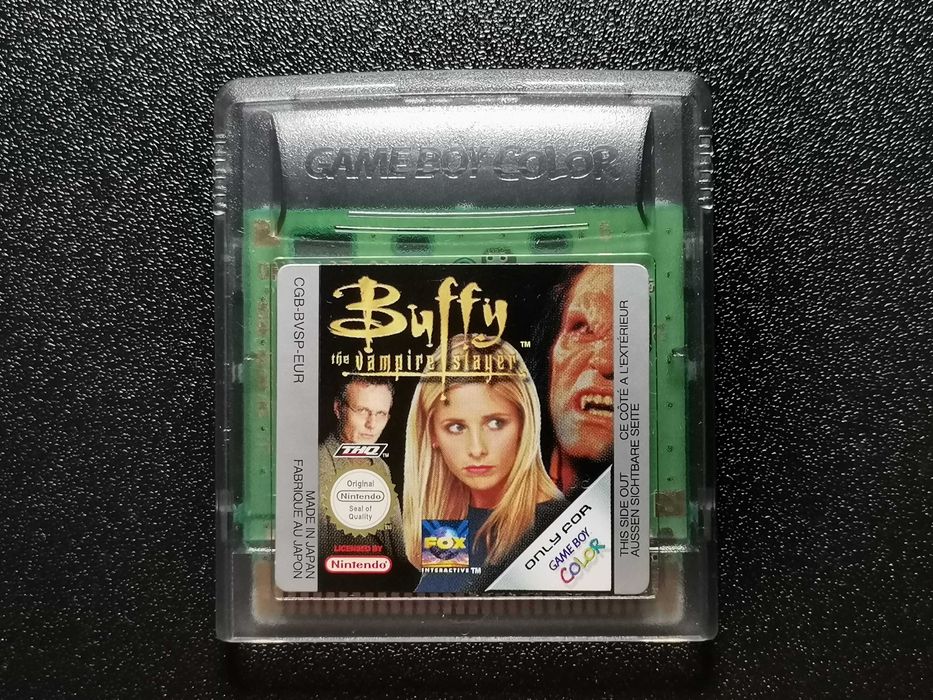 GAME BOY COLOR
CGB-BVSP-EUR
MADE IN JAPAN
FABRIQUE AU JAPON
Buffy
TM
the vampire slayer
THQ
TM
Original
Nintendo
Seal of
Quality
TM
LICENSED BY
Nintendo
FOX
INTERACTIVE TM
ONLY FOR
GAME BOY
COLOR
THIS SIDE OUT CE CÔTÉ A L'EXTÉRIEUR
AUSSEN SICHTBARE SEITE